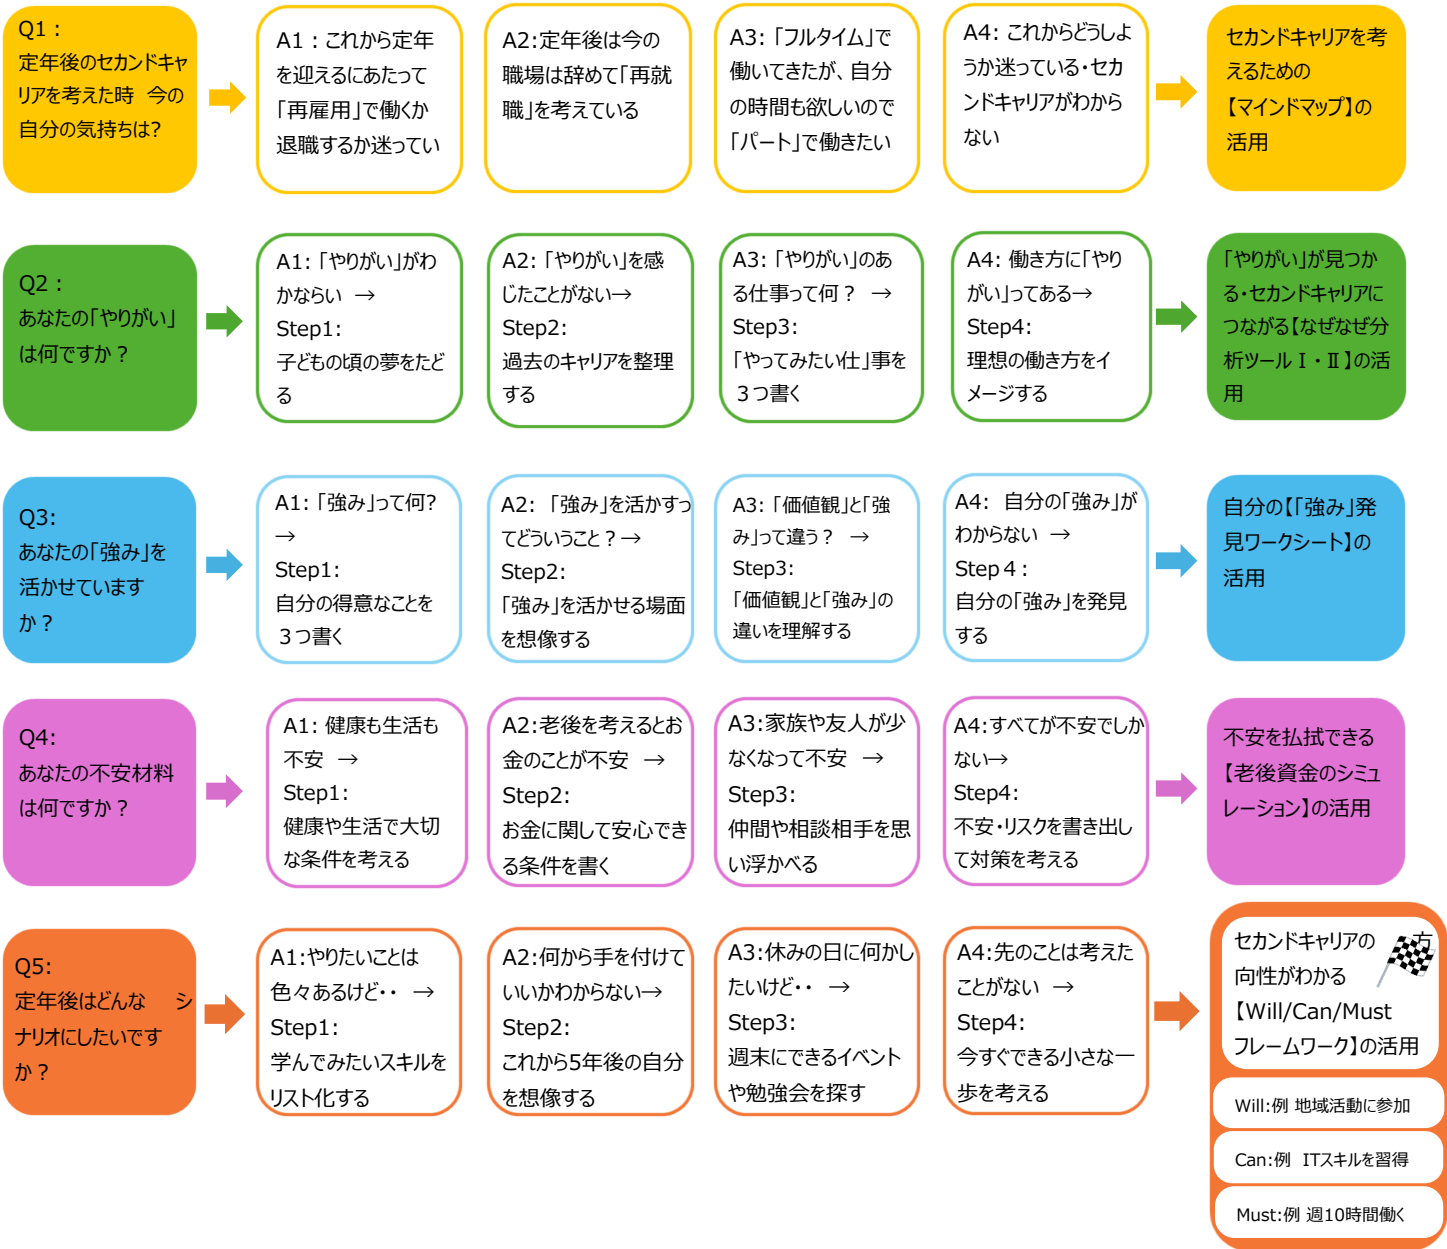 Q1：
定年後のセカンドキャ
リアを考えた時　今の
自分の気持ちは?
A1：これから定年
を迎えるにあたって
「再雇用」で働くか
退職するか迷ってい
A2:定年後は今の
職場は辞めて「再就
職」を考えている
A3:「フルタイム」で
働いてきたが、自分
の時間も欲しいので
「パート」で働きたい
A4: これからどうしよ
うか迷っている・セカ
ンドキャリアがわから
ない
セカンドキャリアを考
えるための
【マインドマップ】の
活用
Q2：
あなたの「やりがい」
は何ですか？
A1:「やりがい」がわ
かならい　→
Step1:
子どもの頃の夢をたど
る
A2:「やりがい」を感
じたことがない→
Step2:
過去のキャリアを整理
する
A3:「やりがい」のあ
る仕事って何？　→
Step3:
「やってみたい仕」事を
３つ書く
A4: 働き方に「やり
がい」ってある→
Step4:
理想の働き方をイ
メージする
「やりがい」が見つか
る・セカンドキャリアに
つながる【なぜなぜ分
析ツールⅠ・Ⅱ】の活
用
Q3:
あなたの「強み」を
活かせています
か？
A1:「強み」って何?
→
Step1:
自分の得意なことを
３つ書く
A2: 「強み」を活かすっ
てどういうこと？→
Step2:
「強み」を活かせる場面
を想像する
A3:「価値観」と「強
み」って違う？　→
Step3:
「価値観」と「強み」の
違いを理解する
A4: 自分の「強み」が
わからない　→
Step４:
自分の「強み」を発見
する
自分の【「強み」発
見ワークシート】の
活用
Q4:
あなたの不安材料
は何ですか？
A1: 健康も生活も
不安　→
Step1:
健康や生活で大切
な条件を考える
A2:老後を考えるとお
金のことが不安　→
Step2:
お金に関して安心でき
る条件を書く
A3:家族や友人が少
なくなって不安　→
Step3:
仲間や相談相手を思
い浮かべる
A4:すべてが不安でしか
ない→
Step4:
不安・リスクを書き出し
て対策を考える
不安を払拭できる
【老後資金のシミュ
レーション】の活用
Q5:
定年後はどんな　シ
ナリオにしたいです
か？
A1:やりたいことは
色々あるけど・・　→
Step1:
学んでみたいスキルを
リスト化する
A2:何から手を付けて
いいかわからない→
Step2:
これから5年後の自分
を想像する
A3:休みの日に何かし
たいけど・・　→
Step3:
週末にできるイベント
や勉強会を探す
A4:先のことは考えた
ことがない　→
Step4:
今すぐできる小さな一
歩を考える
セカンドキャリアの　方
向性がわかる
【Will/Can/Must
フレームワーク】の活用
Will:例 地域活動に参加
Can:例　ITスキルを習得
Must:例 週10時間働く